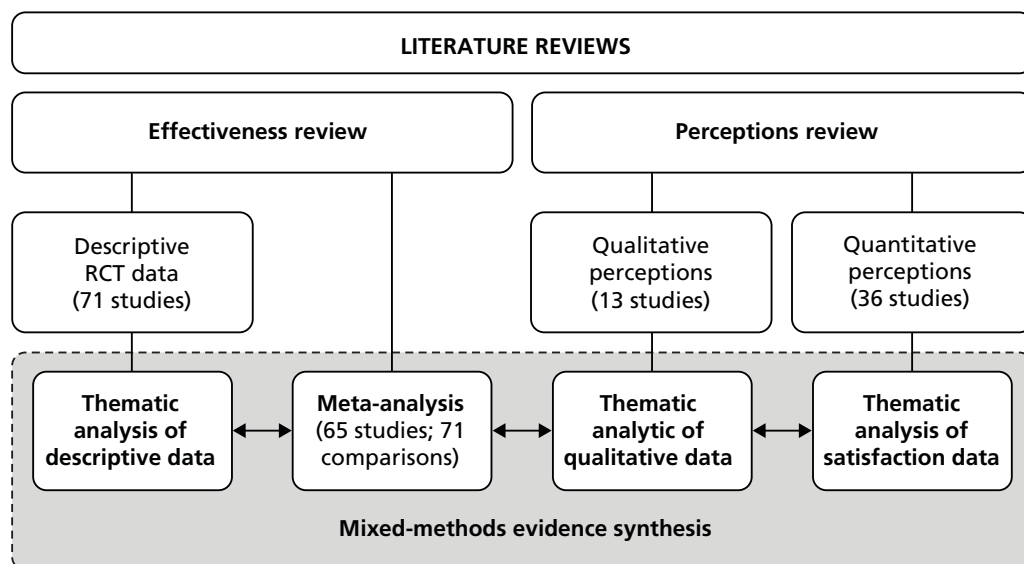 LITERATURE REVIEWS
Effectiveness review
Perceptions review
Descriptive
RCT data
(71 studies)
Qualitative
perceptions
(13 studies)
Quantitative
perceptions
(36 studies)
Thematic
analysis of
descriptive data
Meta-analysis
(65 studies; 71
comparisons)
Thematic
analytic of
qualitative data
Thematic
analysis of
satisfaction data
Mixed-methods evidence synthesis